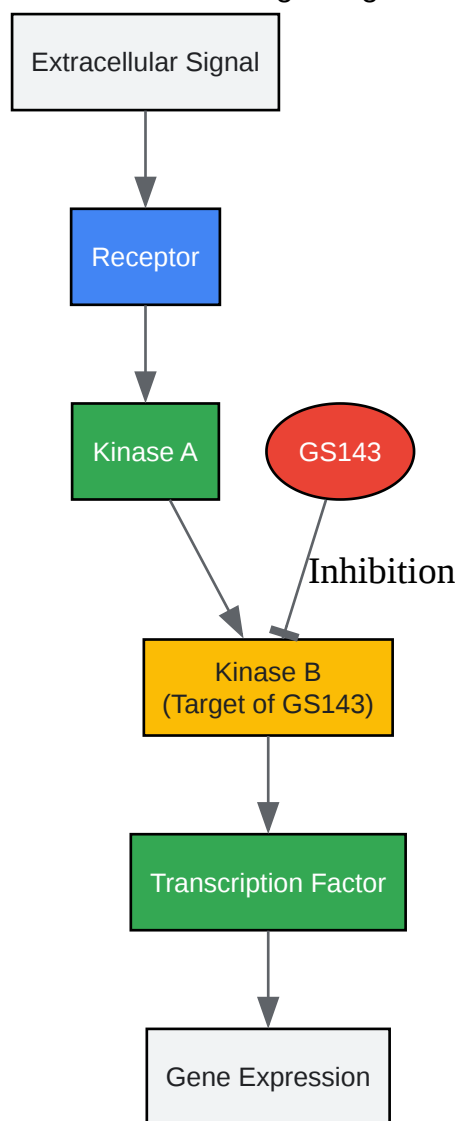 Extracellular Signal
Receptor
Kinase A
GS143
Inhibition
Kinase B
(Target of GS143)
Transcription Factor
Gene Expression